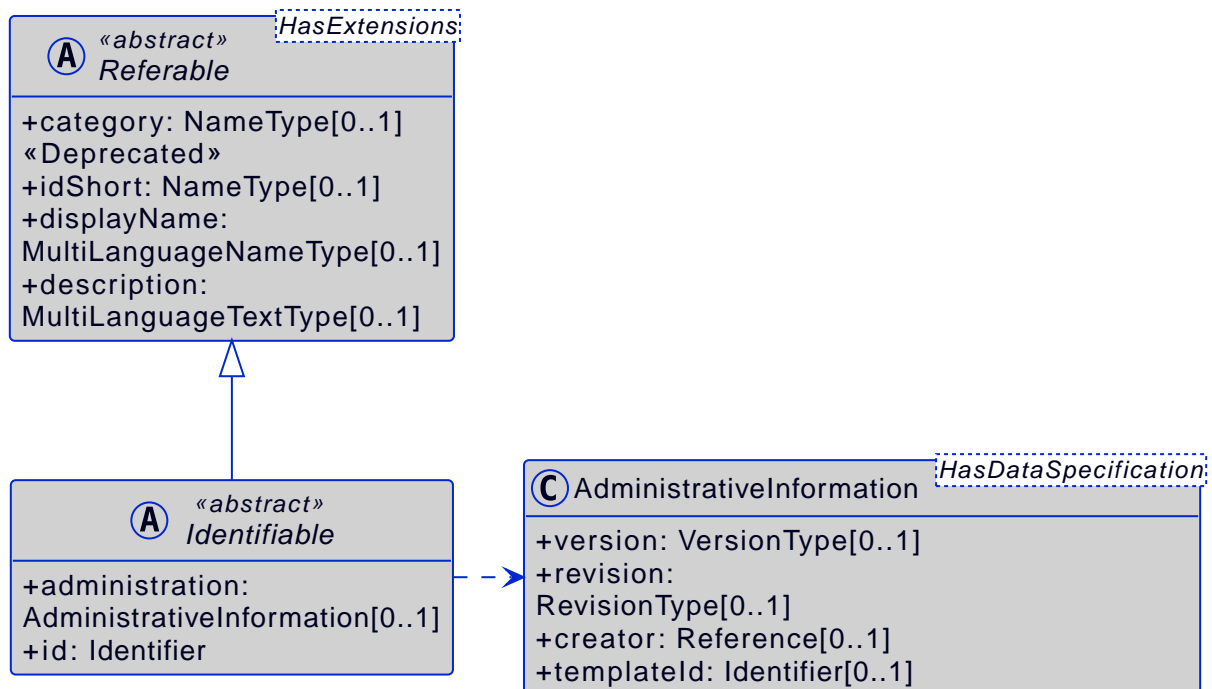 HasExtensions
A
«abstract»
Referable
+category: NameType[0..1]
«Deprecated»
+idShort: NameType[0..1]
+displayName:
MultiLanguageNameType[0..1]
+description:
MultiLanguageTextType[0..1]
A
«abstract»
Identifiable
+administration:
AdministrativeInformation[0..1]
+id: Identifier
HasDataSpecification
C AdministrativeInformation
+version: VersionType[0..1]
+revision:
RevisionType[0..1]
+creator: Reference[0..1]
+templateId: Identifier[0..1]